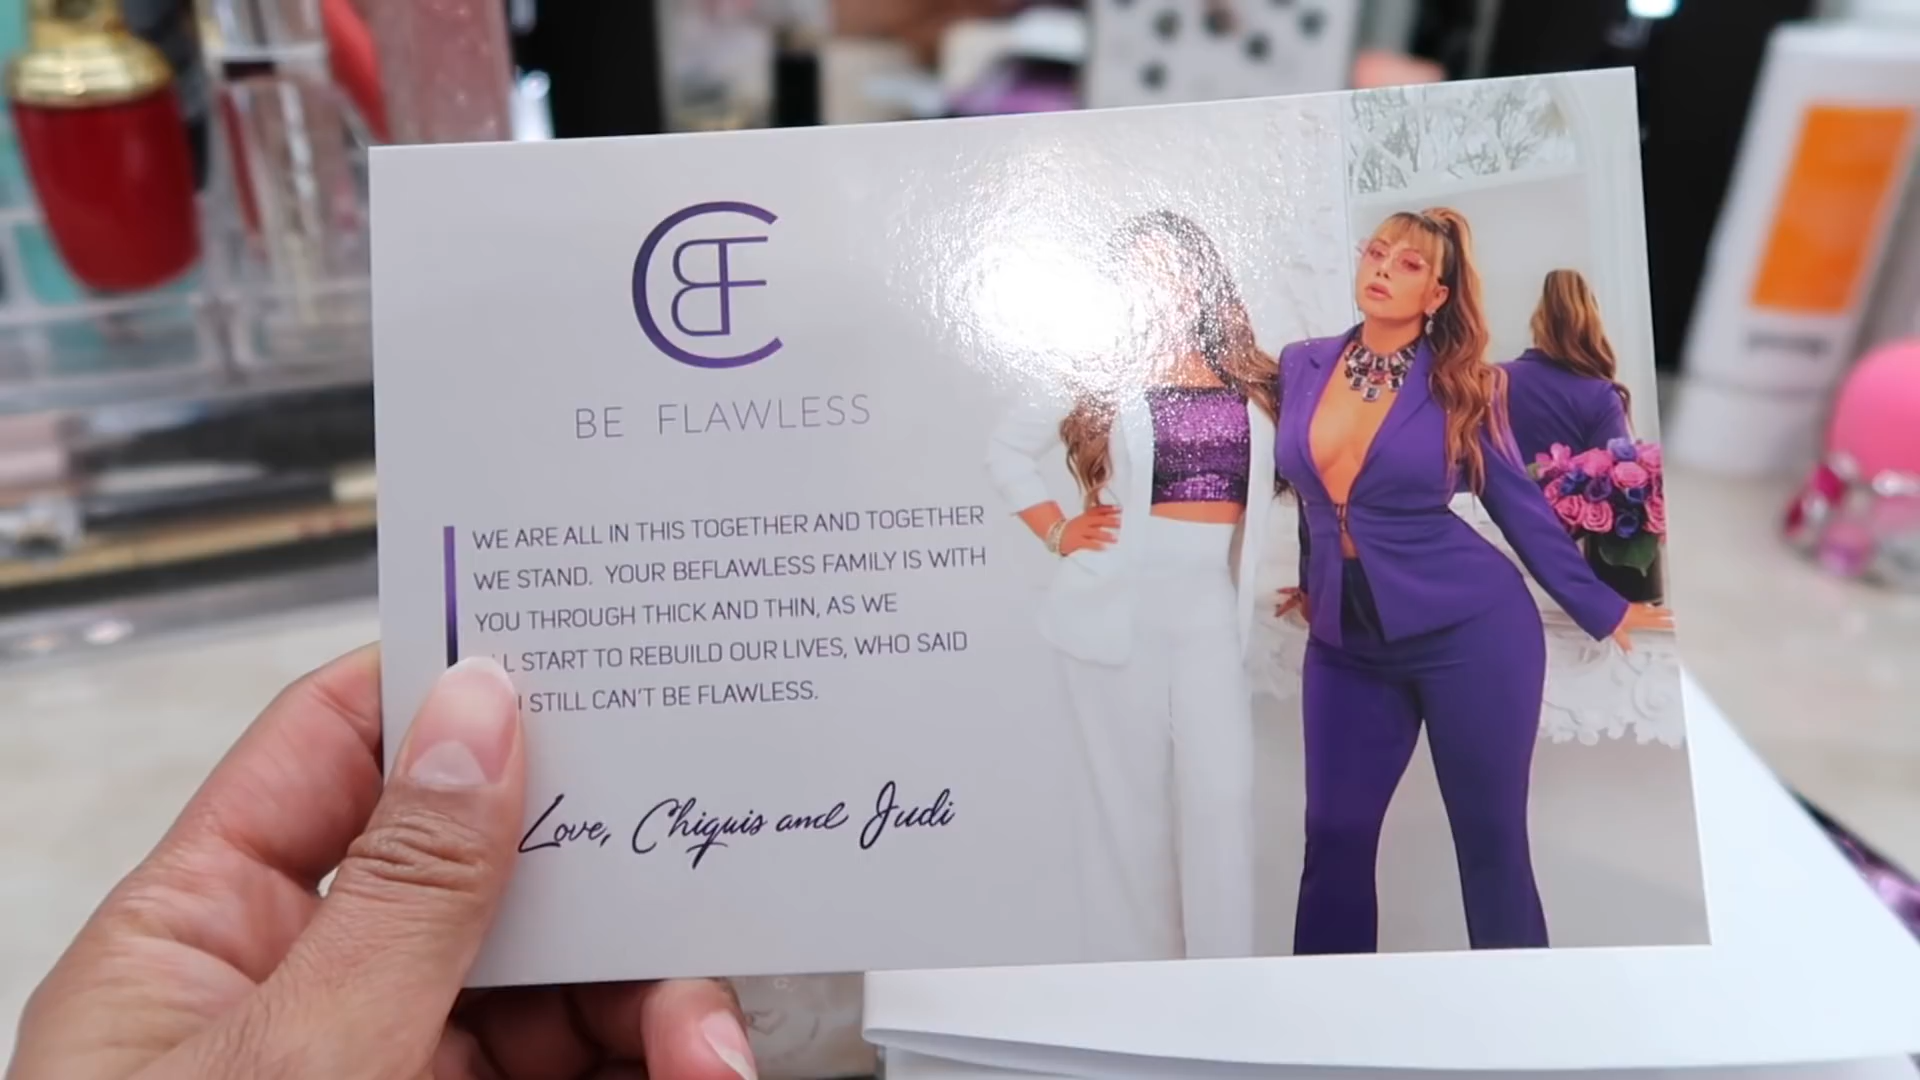 CBF
BE FLAWLESS
WE ARE ALL IN THIS TOGETHER AND TOGETHER
WE STAND. YOUR BEFLAWLESS FAMILY IS WITH
YOU THROUGH THICK AND THIN, AS WE
START TO REBUILD OUR LIVES, WHO SAID
STILL CAN'T BE FLAWLESS.
Love, Chiquis and Judi